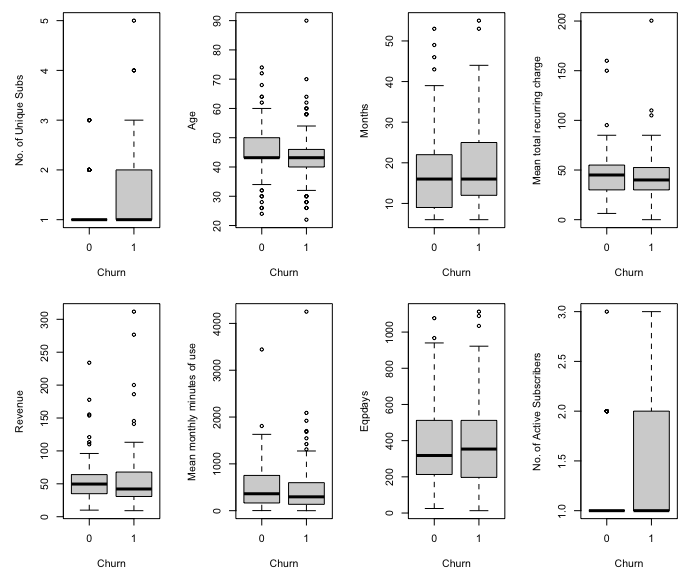 No. of Unique Subs
1 2 3 4 5
0 1
Churn
Age
20 30 40 50 60 70 80 90
0 1
Churn
Months
10 20 30 40 50
0 1
Churn
Mean total recurring charge
0 50 100 150 200
0 1
Churn
Revenue
0 50 100 150 200 250 300
0 1
Churn
Mean monthly minutes of use
0 1000 2000 3000 4000
0 1
Churn
Eqpdays
0 200 400 600 800 1000
0 1
Churn
No. of Active Subscribers
1.0 1.5 2.0 2.5 3.0
0 1
Churn